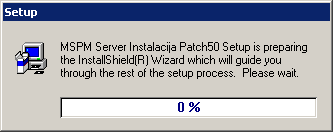 Setup
MSPM Server Instalacija Patch50 Setup is preparing
the InstallShield(R) Wizard which will guide you
through the rest of the setup process. Please wait.
0 %